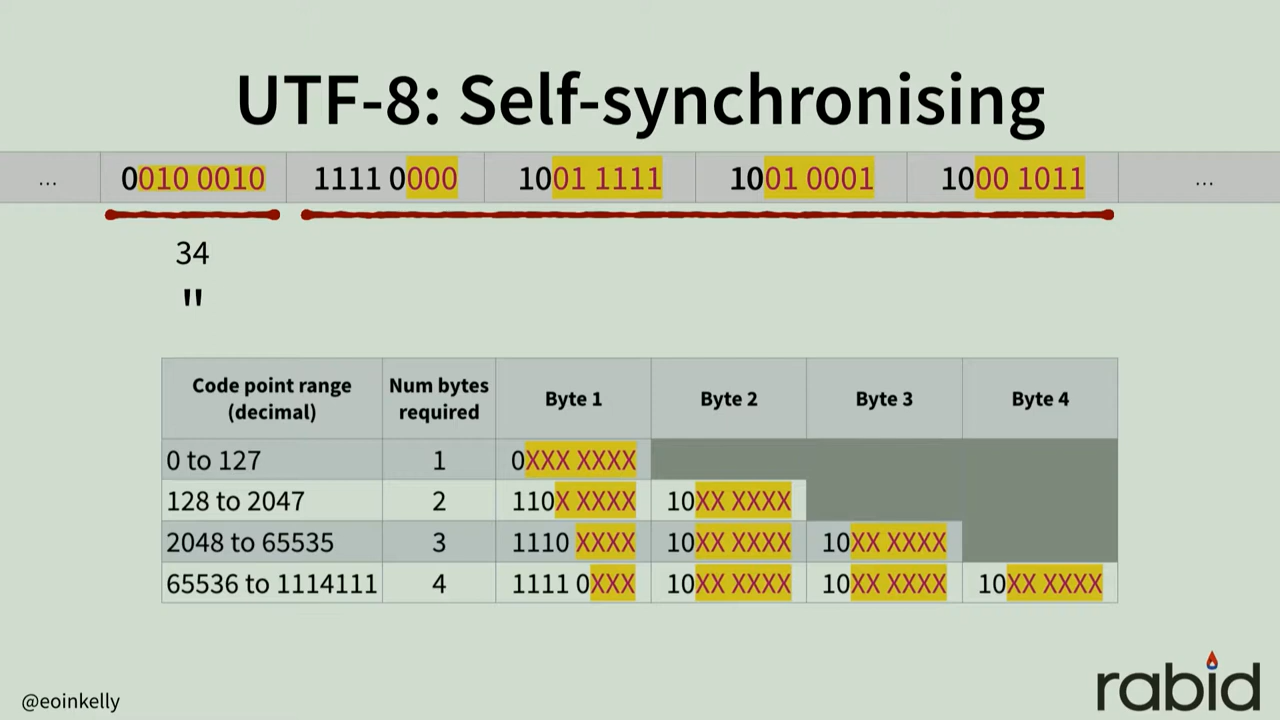 UTF-8: Self-synchronising
... 0010 0010 1111 0000 1001 1111 1001 0001 1000 1011 ...
34
"
Code point range (decimal) Num bytes required Byte 1 Byte 2 Byte 3 Byte 4
0 to 127 1 0XXX XXXX
128 to 2047 2 110X XXXX 10XX XXXX
2048 to 65535 3 1110 XXXX 10XX XXXX 10XX XXXX
65536 to 1114111 4 1111 0XXX 10XX XXXX 10XX XXXX 10XX XXXX
@eoinkelly
rabid